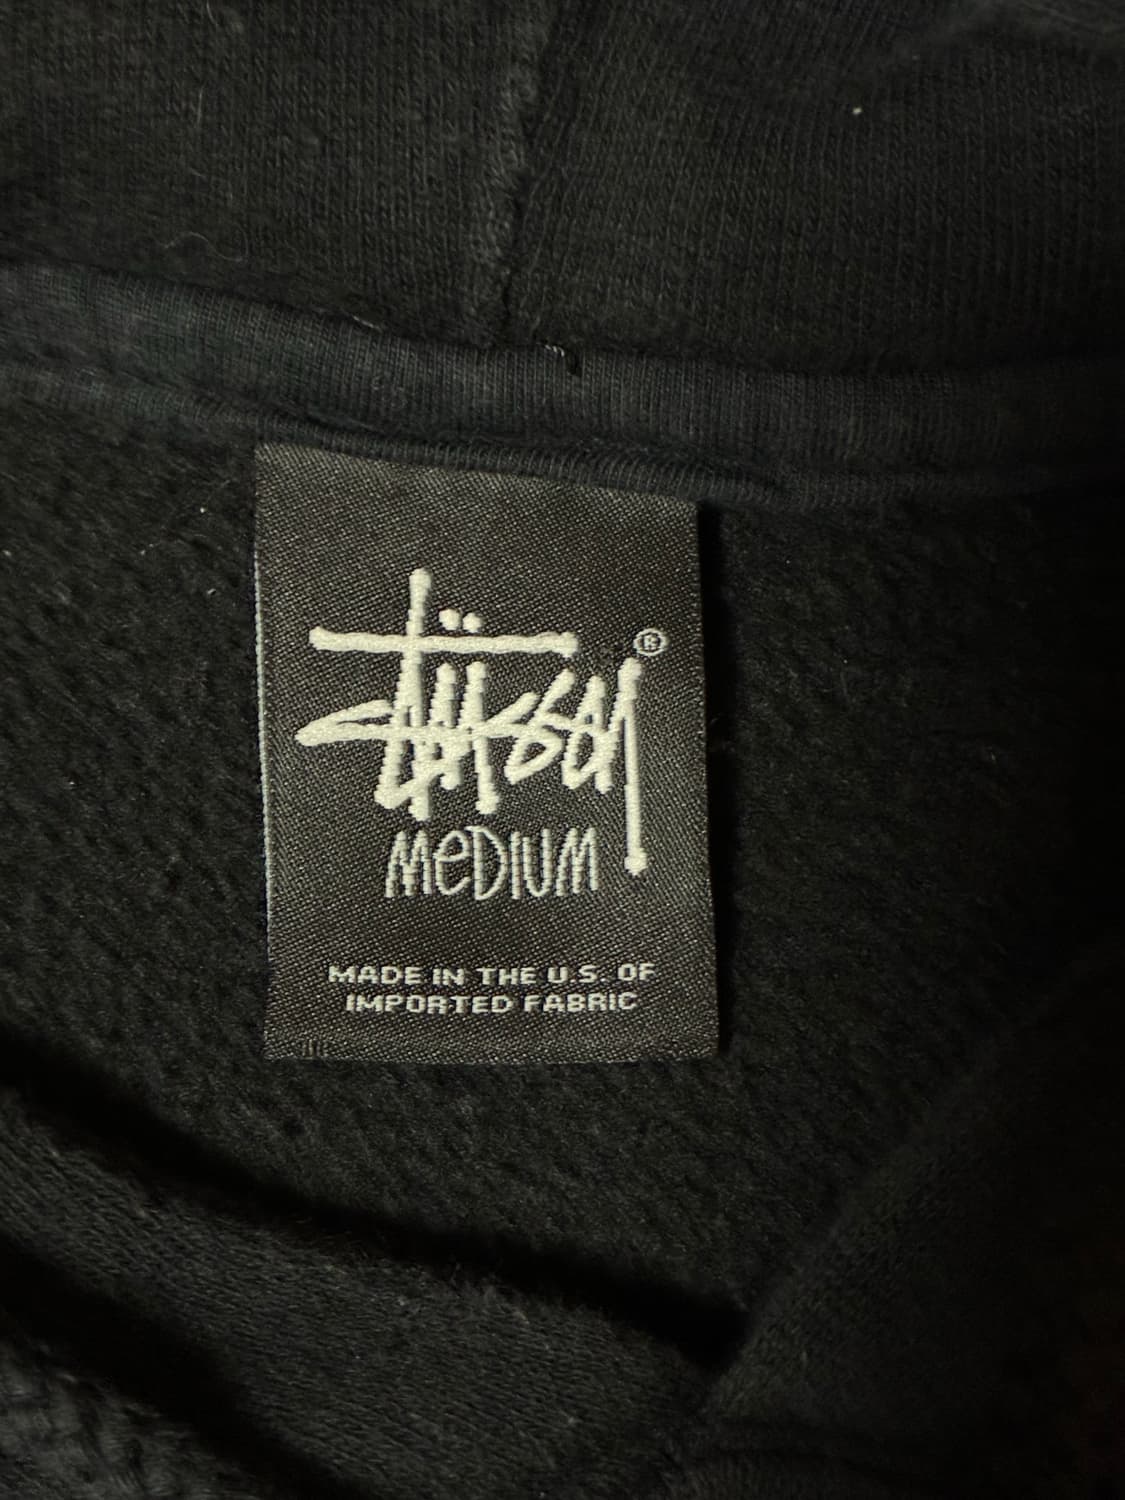 Stüssy ®
MeDIUM
MADE IN THE U.S. OF
IMPORTED FABRIC